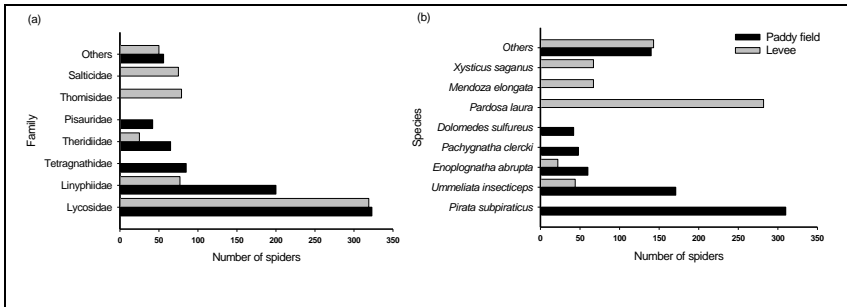 (a)
Others
Salticidae
Thomisidae
Pisauridae
Theridiidae
Tetragnathidae
Linyphiidae
Lycosidae
Family
0 50 100 150 200 250 300 350
Number of spiders
(b)
Paddy field
Levee
Others
Xysticus saganus
Mendoza elongata
Pardosa laura
Dolomedes sulfureus
Pachygnatha clercki
Enoplognatha abrupta
Ummeliata insecticeps
Pirata subpiraticus
Species
0 50 100 150 200 250 300 350
Number of spiders